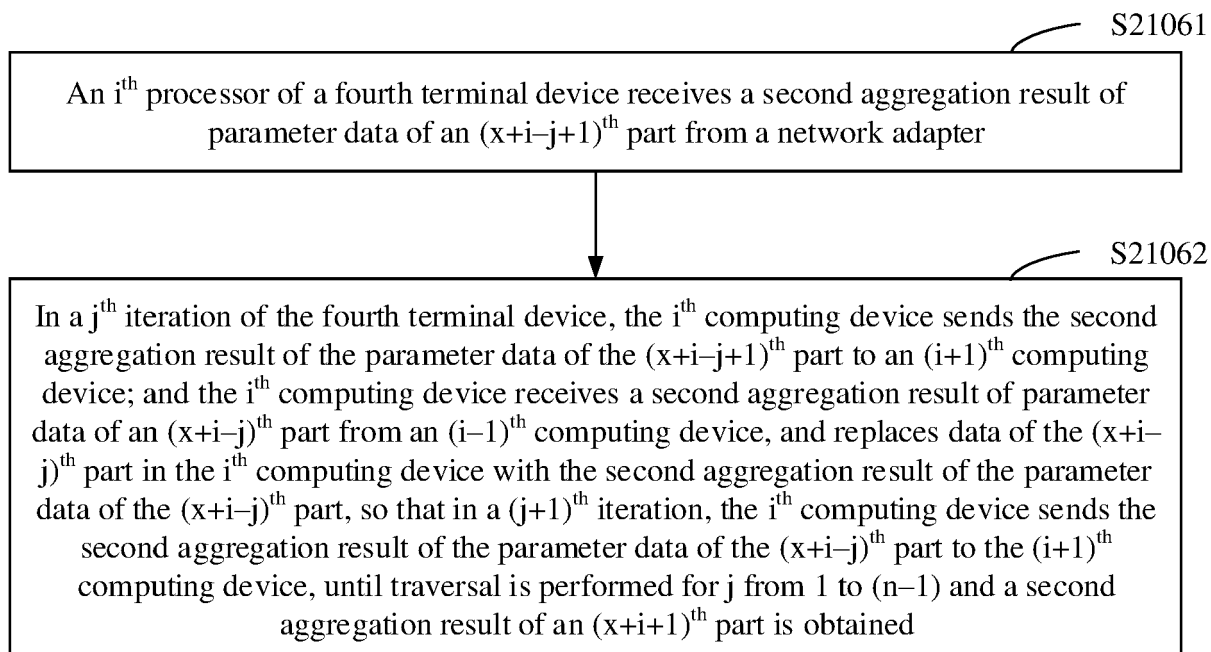 S21061
An i^th processor of a fourth terminal device receives a second aggregation result of
parameter data of an (x+i–j+1)^th part from a network adapter
S21062
In a j^th iteration of the fourth terminal device, the i^th computing device sends the second
aggregation result of the parameter data of the (x+i–j+1)^th part to an (i+1)^th computing
device; and the i^th computing device receives a second aggregation result of parameter
data of an (x+i–j)^th part from an (i–1)^th computing device, and replaces data of the (x+i–
j)^th part in the i^th computing device with the second aggregation result of the parameter
data of the (x+i–j)^th part, so that in a (j+1)^th iteration, the i^th computing device sends the
second aggregation result of the parameter data of the (x+i–j)^th part to the (i+1)^th
computing device, until traversal is performed for j from 1 to (n–1) and a second
aggregation result of an (x+i+1)^th part is obtained